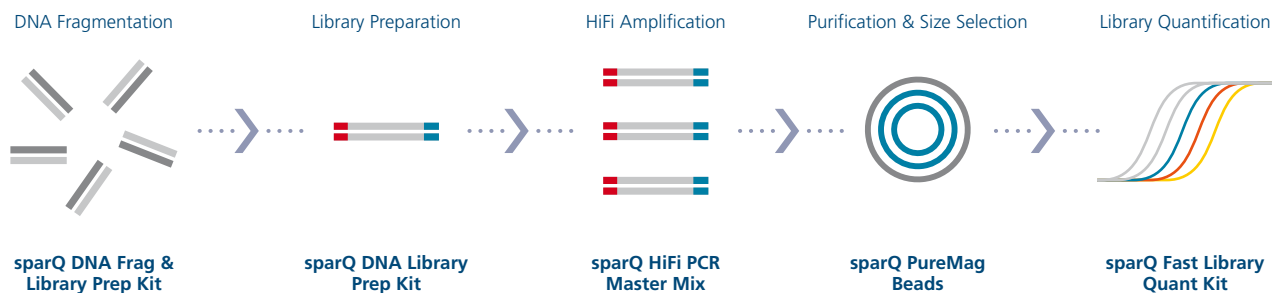 DNA Fragmentation
Library Preparation
HiFi Amplification
Purification & Size Selection
Library Quantification
sparQ DNA Frag &
Library Prep Kit
sparQ DNA Library
Prep Kit
sparQ HiFi PCR
Master Mix
sparQ PureMag
Beads
sparQ Fast Library
Quant Kit